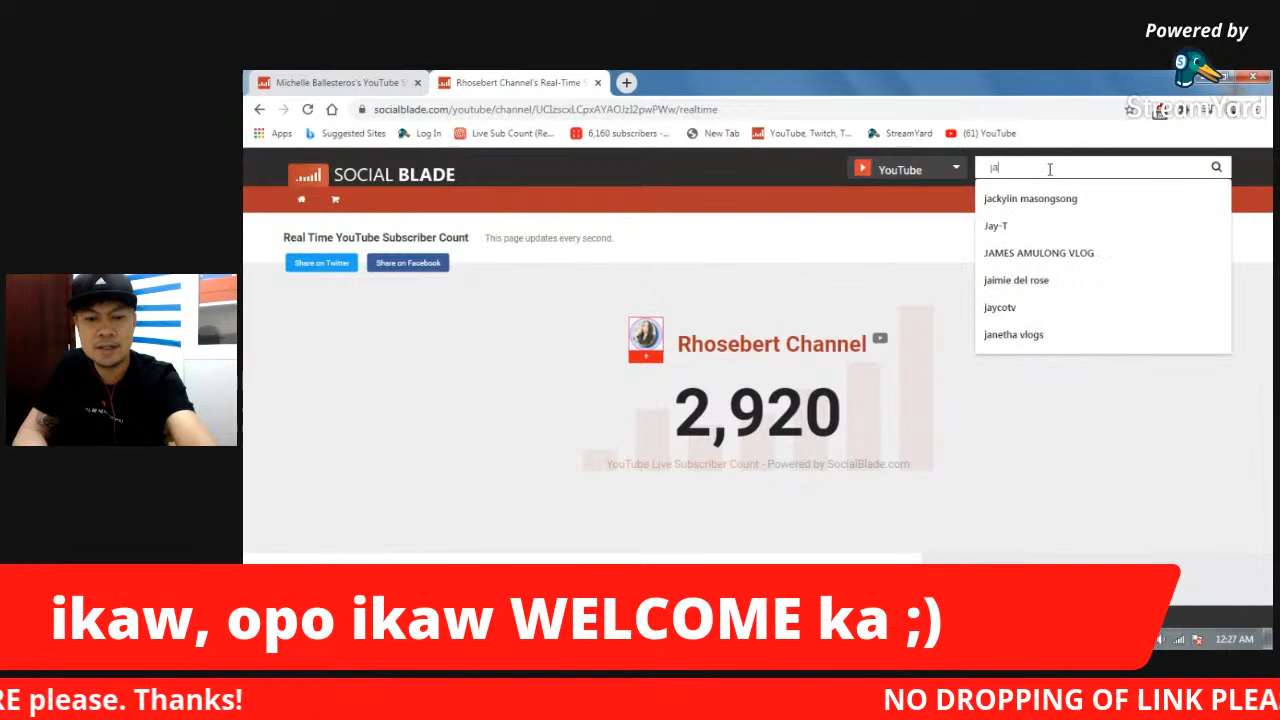 Powered by
StreamYard
Michelle Ballesteros's YouTube S
Rhosebert Channel's Real-Time S
socialblade.com/youtube/channel/UCIzscxLCpxAYAOJzI2pwPWw/realtime
Apps
Suggested Sites
Log In
Live Sub Count (Re...
6,160 subscribers -...
New Tab
YouTube, Twitch, T...
StreamYard
(61) YouTube
SOCIAL BLADE
YouTube
ja
jackylin masongsong
Jay-T
JAMES AMULONG VLOG
jaimie del rose
jaycotv
janetha vlogs
Real Time YouTube Subscriber Count
This page updates every second.
Share on Twitter
Share on Facebook
Rhosebert Channel
2,920
YouTube Live Subscriber Count - Powered by SocialBlade.com
ikaw, opo ikaw WELCOME ka ;)
12:27 AM
RE please. Thanks!
NO DROPPING OF LINK PLEA